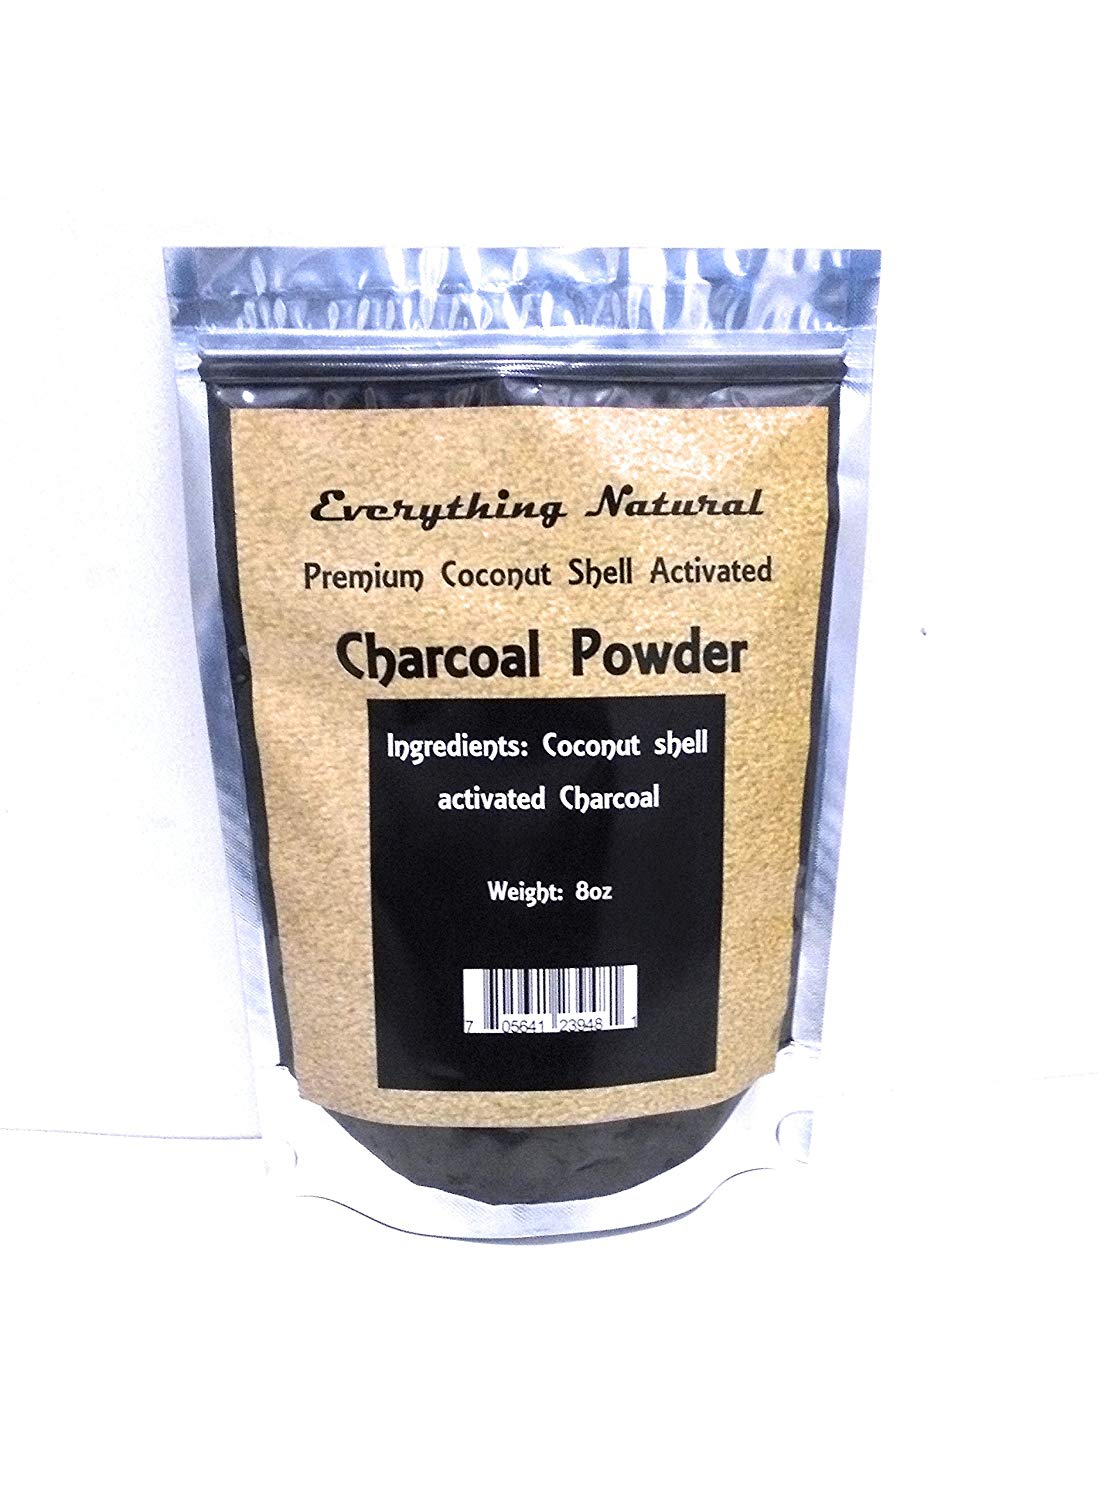 Everything Natural
Premium Coconut Shell Activated
Charcoal Powder
Ingredients: Coconut shell
activated Charcoal
Weight: 8oz
7 05641 23948 1